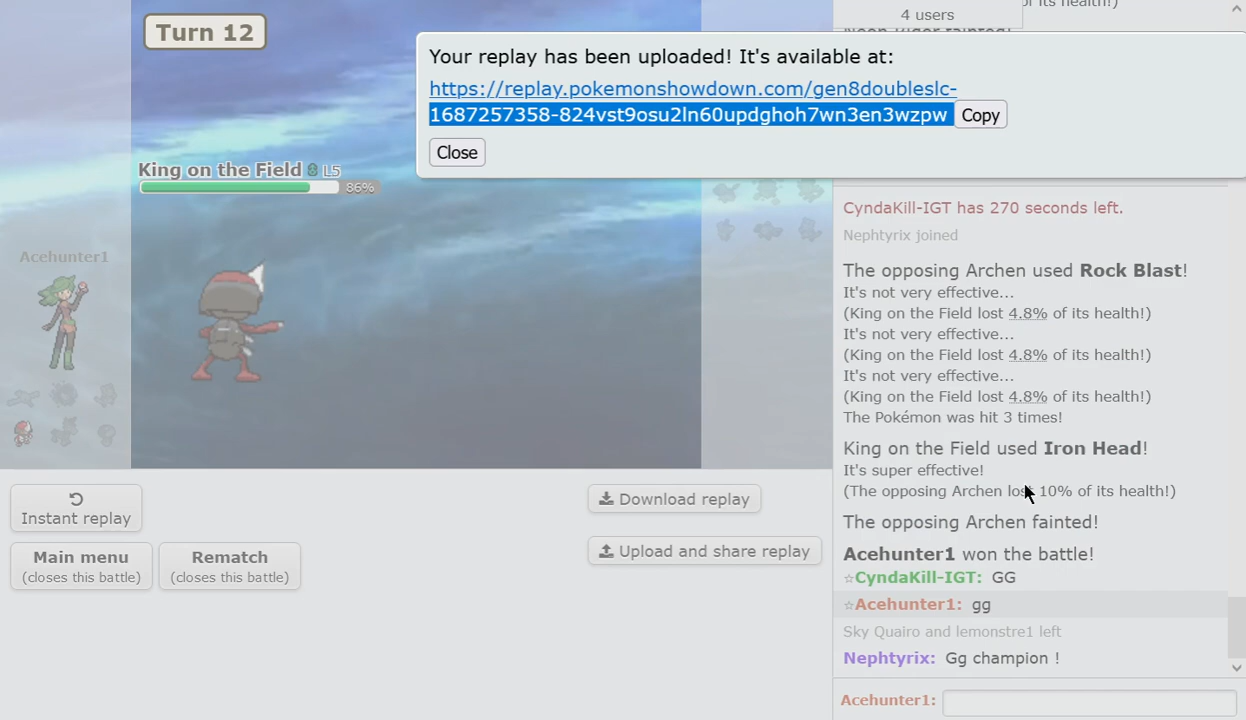 Turn 12
4 users
of its health!)
Your replay has been uploaded! It's available at:
https://replay.pokemonshowdown.com/gen8doubleslc-
1687257358-824vst9osu2ln60updghoh7wn3en3wzpw Copy
Close
King on the Field L5
86%
Acehunter1
CyndaKill-IGT has 270 seconds left.
Nephtyrix joined
The opposing Archen used Rock Blast!
It's not very effective...
(King on the Field lost 4.8% of its health!)
It's not very effective...
(King on the Field lost 4.8% of its health!)
It's not very effective...
(King on the Field lost 4.8% of its health!)
The Pokémon was hit 3 times!
King on the Field used Iron Head!
It's super effective!
(The opposing Archen lost 10% of its health!)
The opposing Archen fainted!
Acehunter1 won the battle!
☆CyndaKill-IGT: GG
☆Acehunter1: gg
Sky Quairo and lemonstre1 left
Nephtyrix: Gg champion !
Acehunter1:
Instant replay
Download replay
Main menu
(closes this battle)
Rematch
(closes this battle)
Upload and share replay